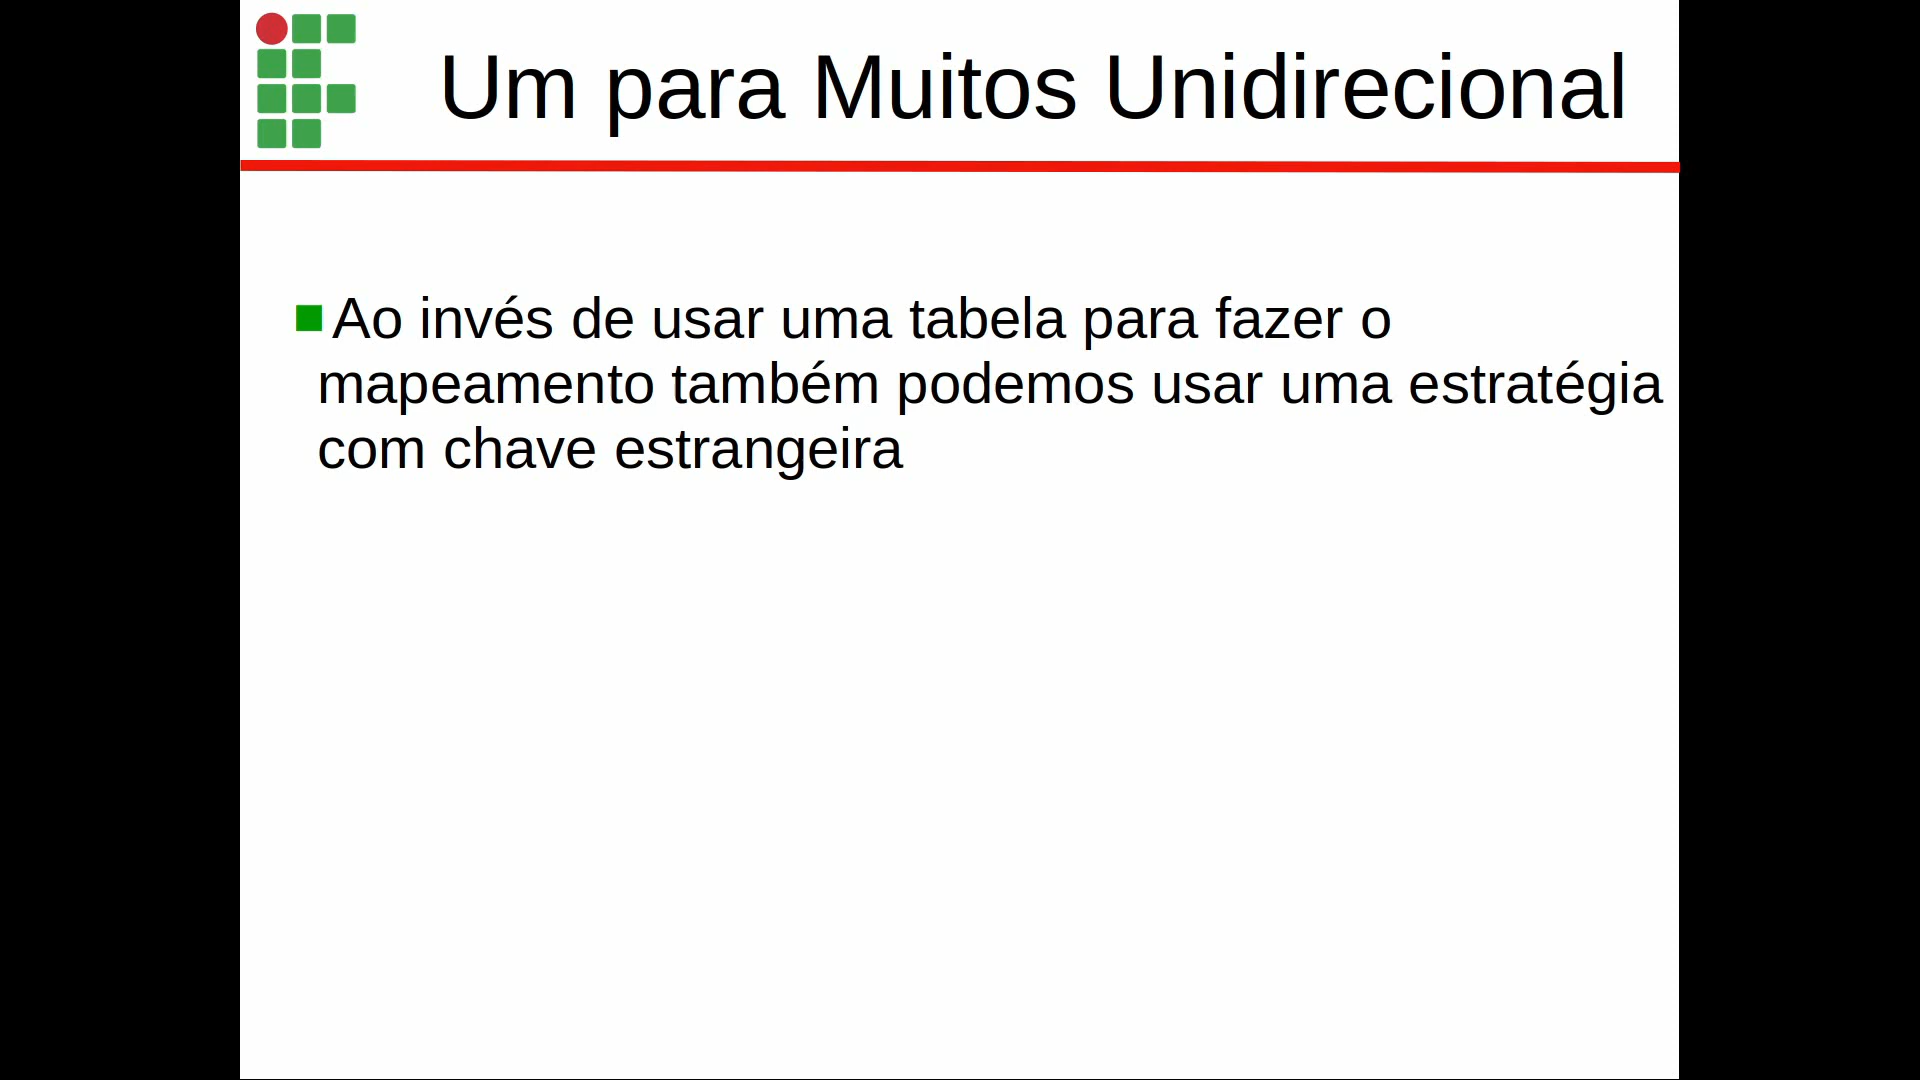 Um para Muitos Unidirecional
Ao invés de usar uma tabela para fazer o
mapeamento também podemos usar uma estratégia
com chave estrangeira